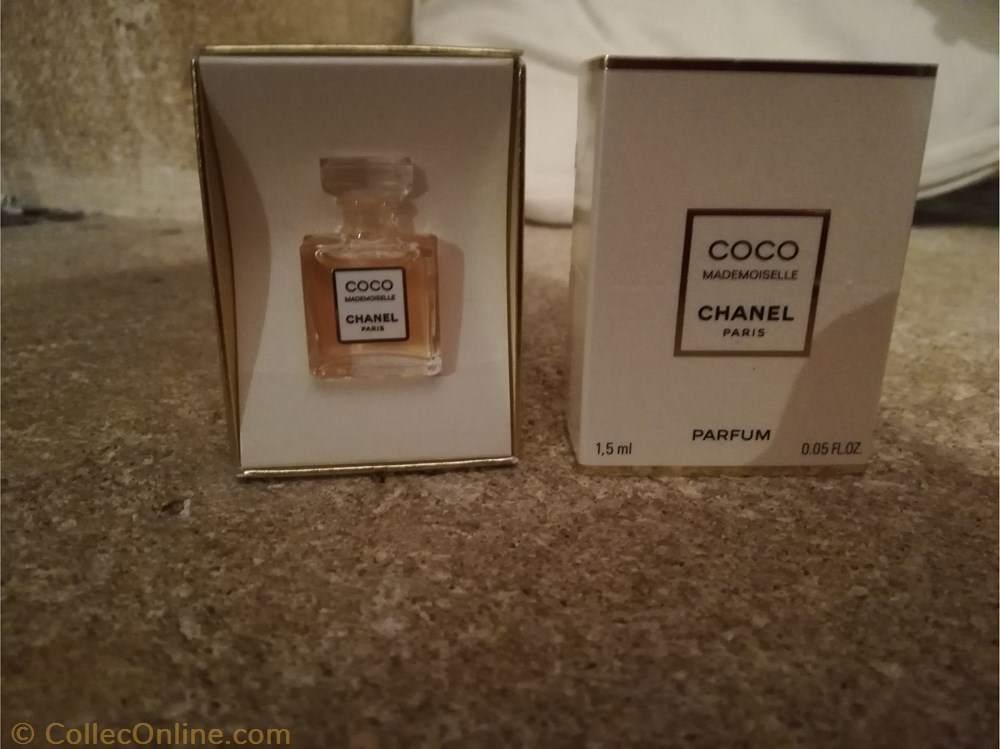 COCO
MADEMOISELLE
CHANEL
PARIS
COCO
MADEMOISELLE
CHANEL
PARIS
PARFUM
1,5 ml
0.05 FL.OZ.
© CollecOnline.com